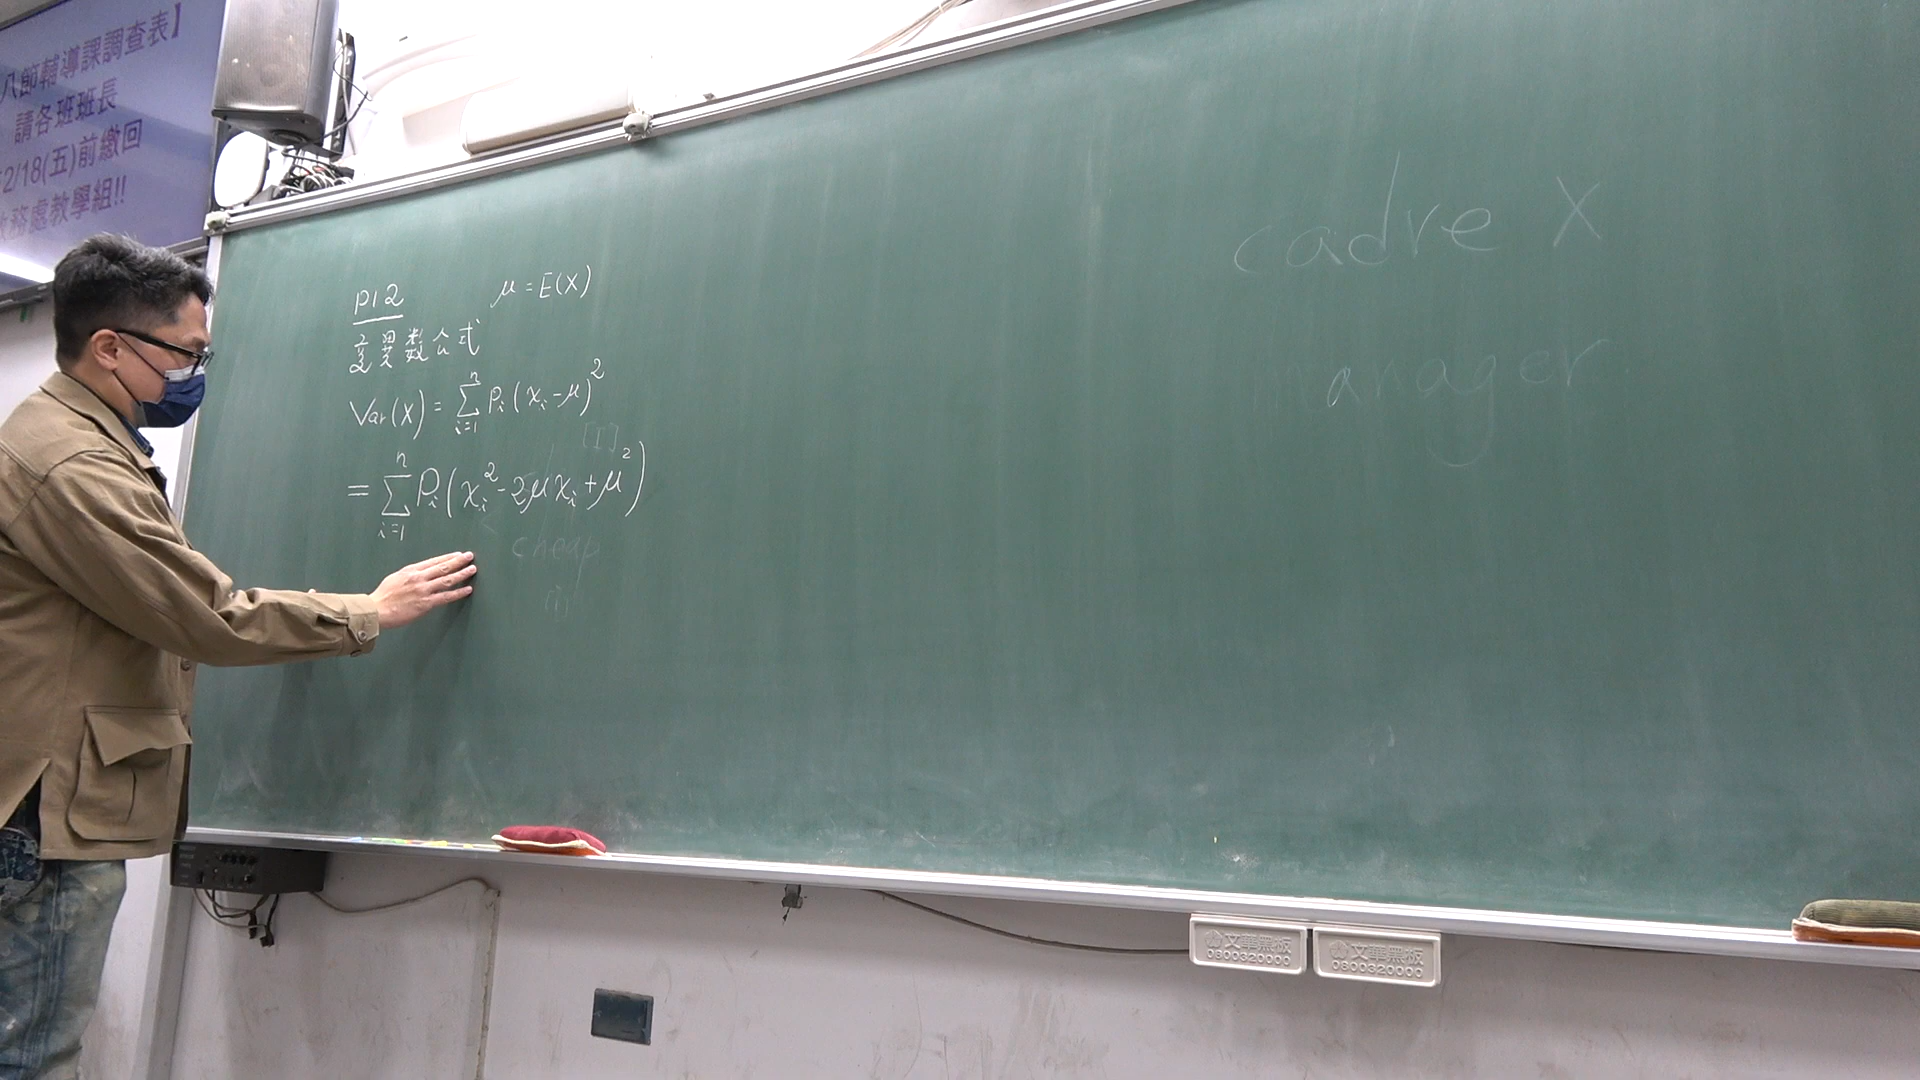 八節輔導課調查表】
請各班班長
2/18(五)前繳回
務處教學組!!
P12
μ = E(X)
變異數公式
Var(X) = Σ_{i=1}^{n} P_i (x_i - μ)^2
= Σ_{i=1}^{n} P_i (x_i^2 - 2μx_i + μ^2)
[I]
cheap
[i]
cadre X
anager
文華黑板
0800320000
文華黑板
0800320000